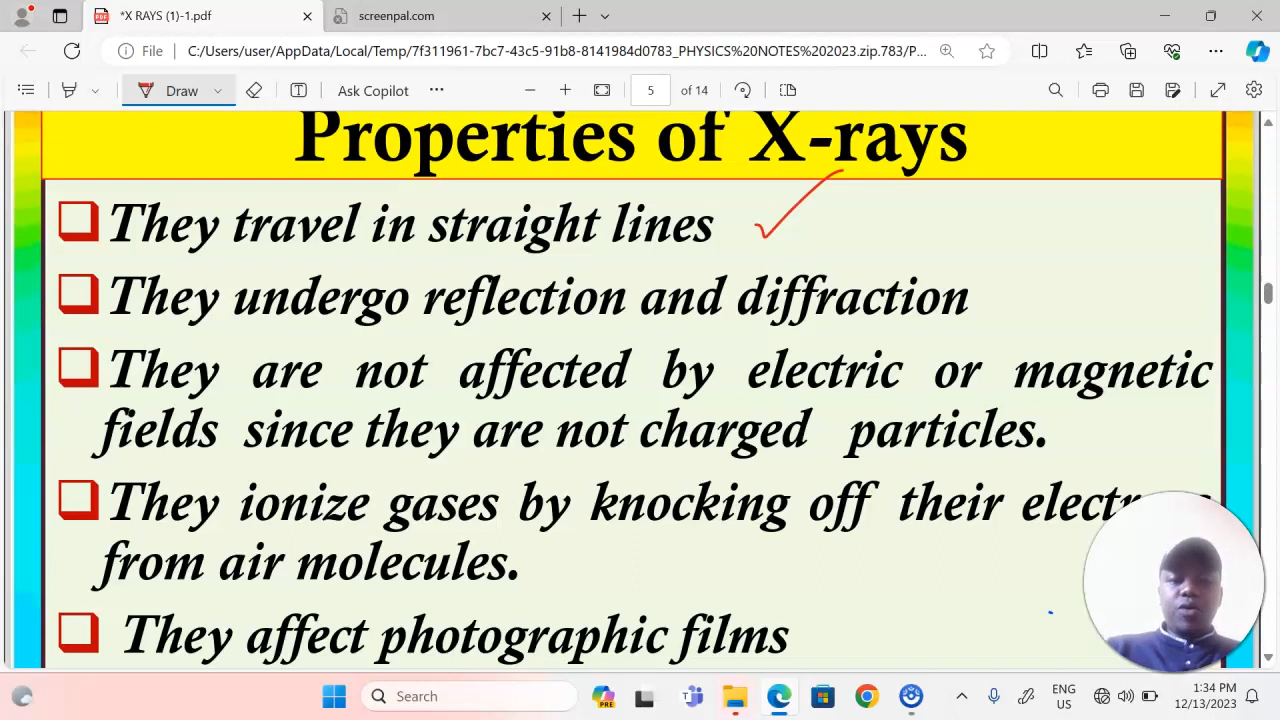 *X RAYS (1)-1.pdf
screenpal.com
File
C:/Users/user/AppData/Local/Temp/7f311961-7bc7-43c5-91b8-8141984d0783_PHYSICS%20NOTES%202023.zip.783/P...
Draw
Ask Copilot
5 of 14
Properties of X-rays
They travel in straight lines
They undergo reflection and diffraction
They are not affected by electric or magnetic
fields since they are not charged particles.
They ionize gases by knocking off their
from air molecules.
They affect photographic films
Search
PRE
ENG
US
1:34 PM
12/13/2023